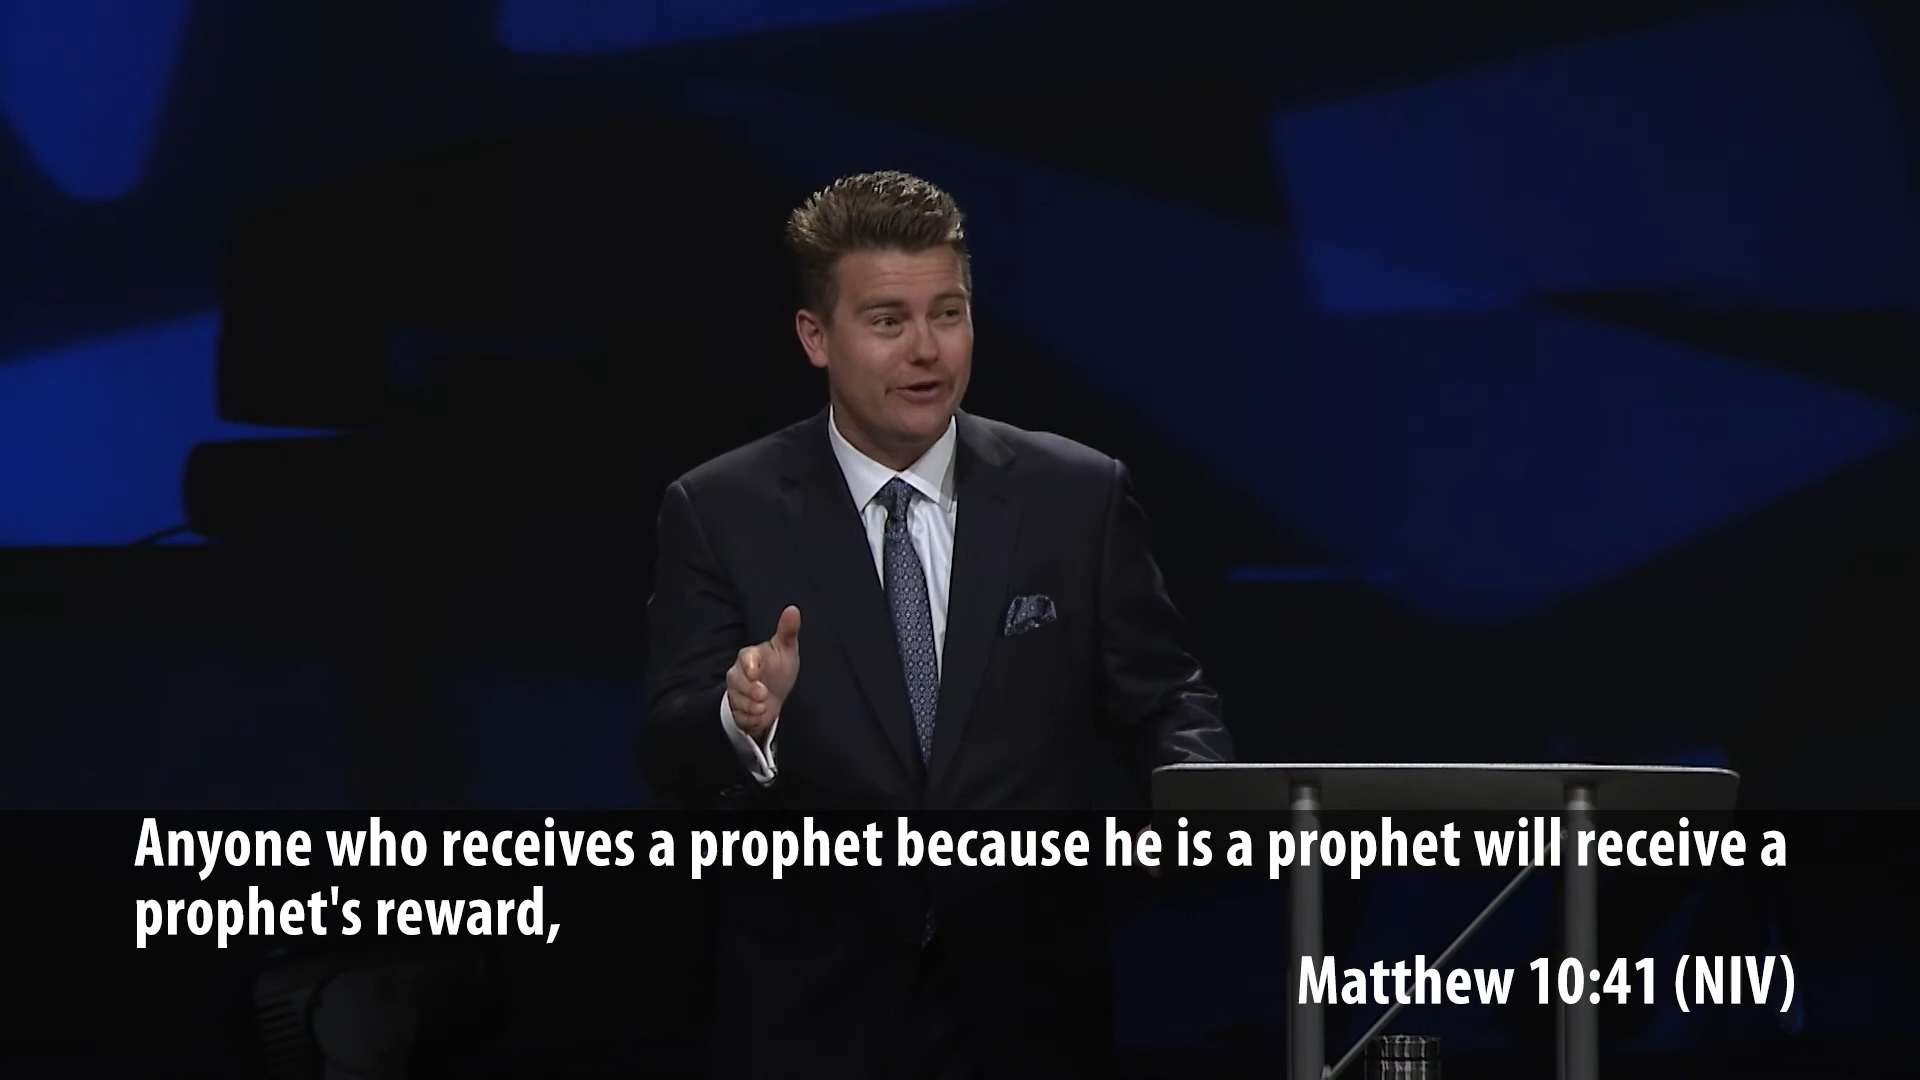 Anyone who receives a prophet because he is a prophet will receive a
prophet's reward,
Matthew 10:41 (NIV)